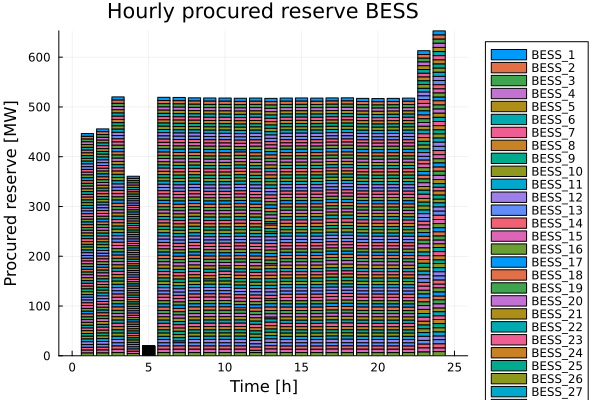 Hourly procured reserve BESS
Procured reserve [MW]
600
500
400
300
200
100
0
0 5 10 15 20 25
Time [h]
BESS_1
BESS_2
BESS_3
BESS_4
BESS_5
BESS_6
BESS_7
BESS_8
BESS_9
BESS_10
BESS_11
BESS_12
BESS_13
BESS_14
BESS_15
BESS_16
BESS_17
BESS_18
BESS_19
BESS_20
BESS_21
BESS_22
BESS_23
BESS_24
BESS_25
BESS_26
BESS_27